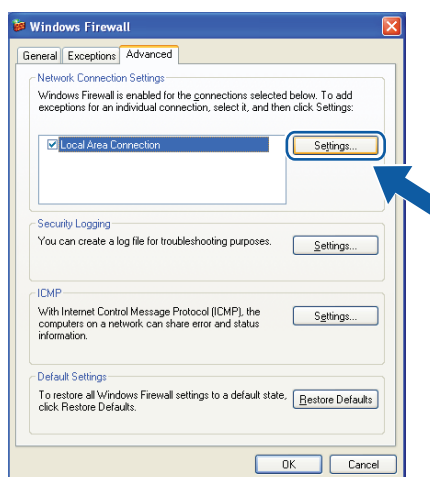 Windows Firewall
General Exceptions Advanced
Network Connection Settings
Windows Firewall is enabled for the connections selected below. To add
exceptions for an individual connection, select it, and then click Settings:
Local Area Connection
Settings...
Security Logging
You can create a log file for troubleshooting purposes.
Settings...
ICMP
With Internet Control Message Protocol (ICMP), the
computers on a network can share error and status
information.
Settings...
Default Settings
To restore all Windows Firewall settings to a default state,
click Restore Defaults.
Restore Defaults
OK Cancel